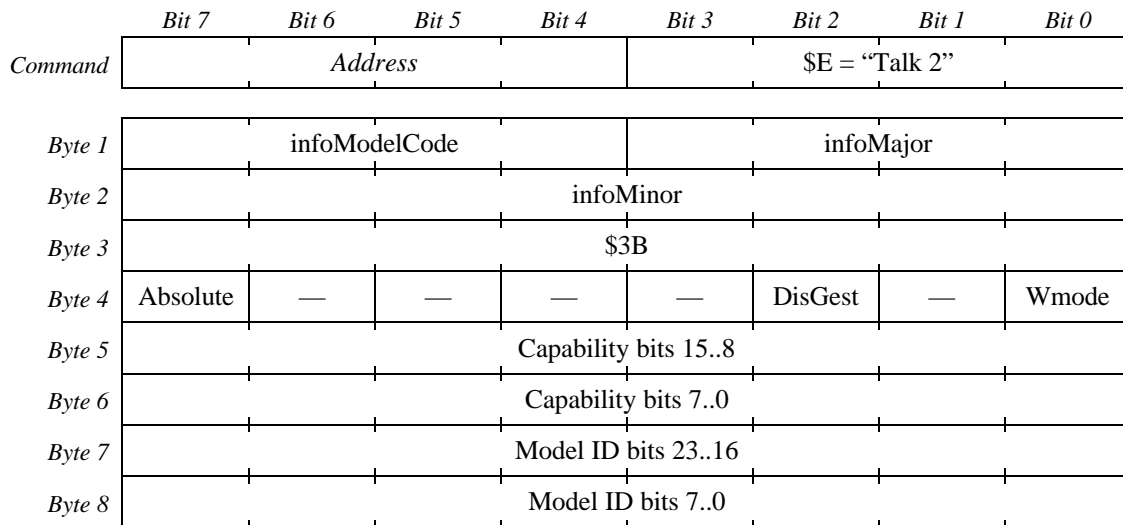 Bit 7 Bit 6 Bit 5 Bit 4 Bit 3 Bit 2 Bit 1 Bit 0
Command Address $E = “Talk 2”
Byte 1 infoModelCode infoMajor
Byte 2 infoMinor
Byte 3 $3B
Byte 4 Absolute — — — — DisGest — Wmode
Byte 5 Capability bits 15..8
Byte 6 Capability bits 7..0
Byte 7 Model ID bits 23..16
Byte 8 Model ID bits 7..0